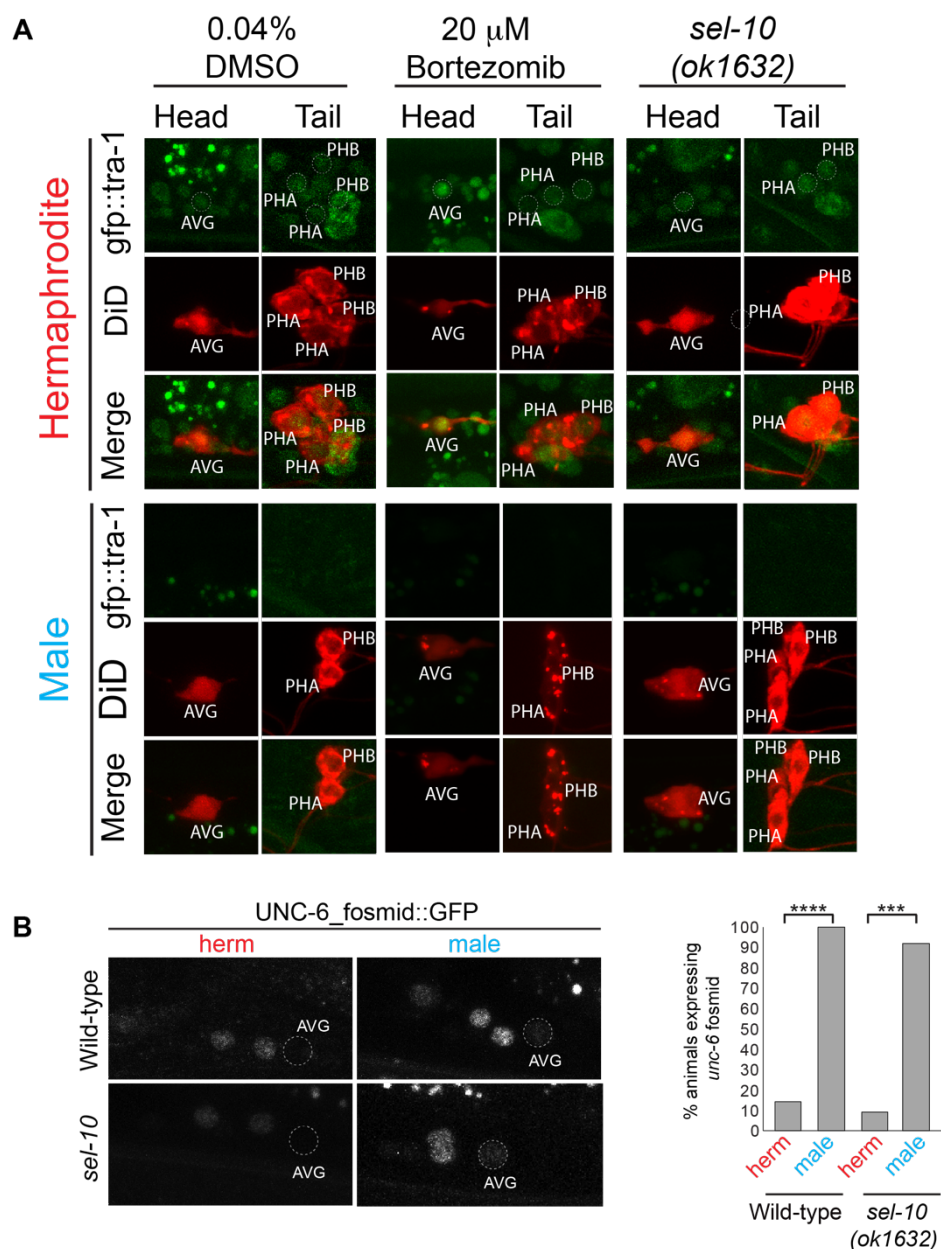 A
0.04% DMSO
20 μM Bortezomib
sel-10 (ok1632)
Head Tail Head Tail Head Tail
Hermaphrodite
gfp::tra-1
AVG
PHB
PHA
PHB
PHA
AVG
PHB
PHA
PHA
AVG
PHB
PHA
DiD
AVG
PHB
PHA
PHB
PHA
AVG
PHA
PHB
PHA
AVG
PHA
PHB
Merge
AVG
PHB
PHA
PHB
PHA
AVG
PHA
PHB
PHA
AVG
PHA
PHB
Male
gfp::tra-1
DiD
AVG
PHB
PHA
AVG
PHB
PHA
AVG
PHB
PHB
PHA
PHA
Merge
AVG
PHB
PHA
AVG
PHB
PHA
AVG
PHB
PHB
PHA
PHA
B
UNC-6_fosmid::GFP
herm male
Wild-type
AVG
AVG
sel-10
AVG
AVG
% animals expressing
unc-6 fosmid
**** ***
100
90
80
70
60
50
40
30
20
10
0
herm male herm male
Wild-type sel-10
(ok1632)